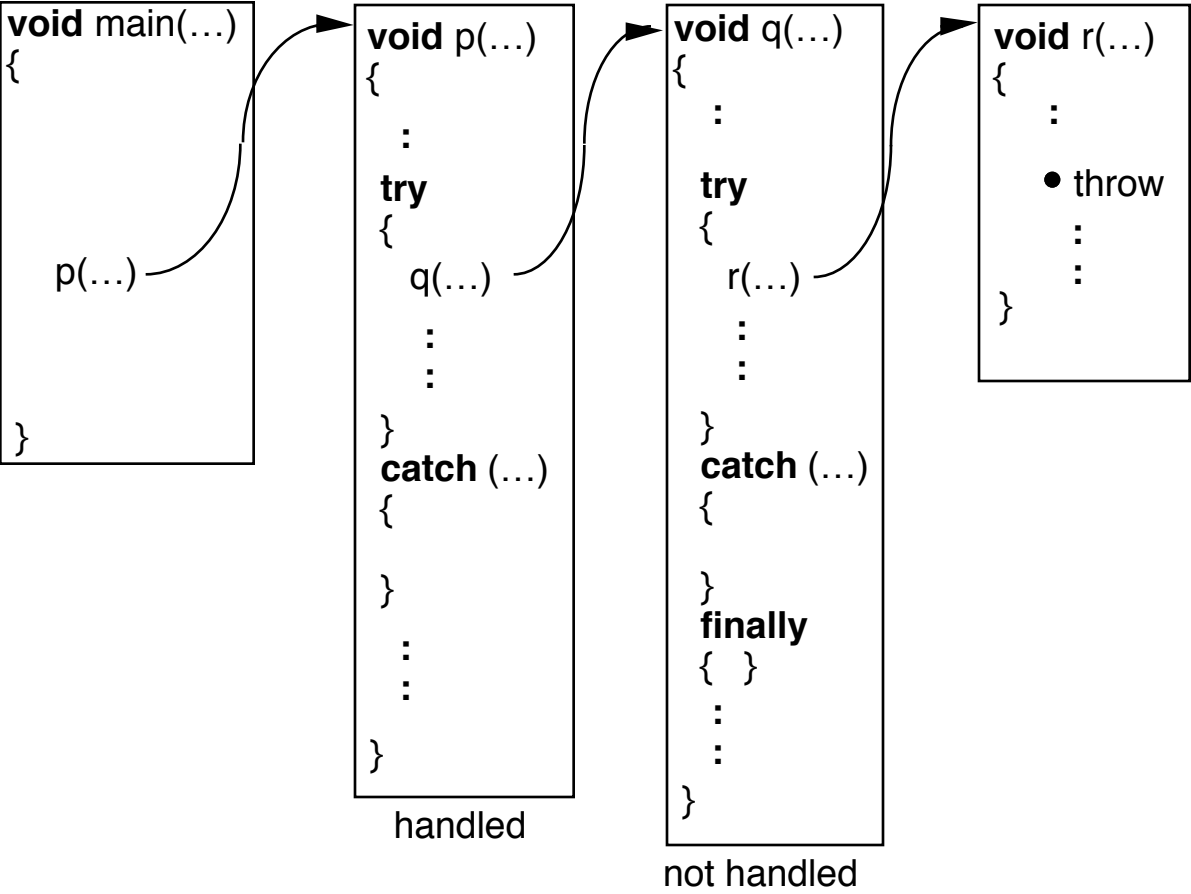 void main(…)
{
p(…)
}
void p(…)
{
:
try
{
q(…)
:
:
}
catch (…)
{
}
:
:
}
handled
void q(…)
{
:
try
{
r(…)
:
:
}
catch (…)
{
}
finally
{ }
:
:
}
not handled
void r(…)
{
:
• throw
:
:
}